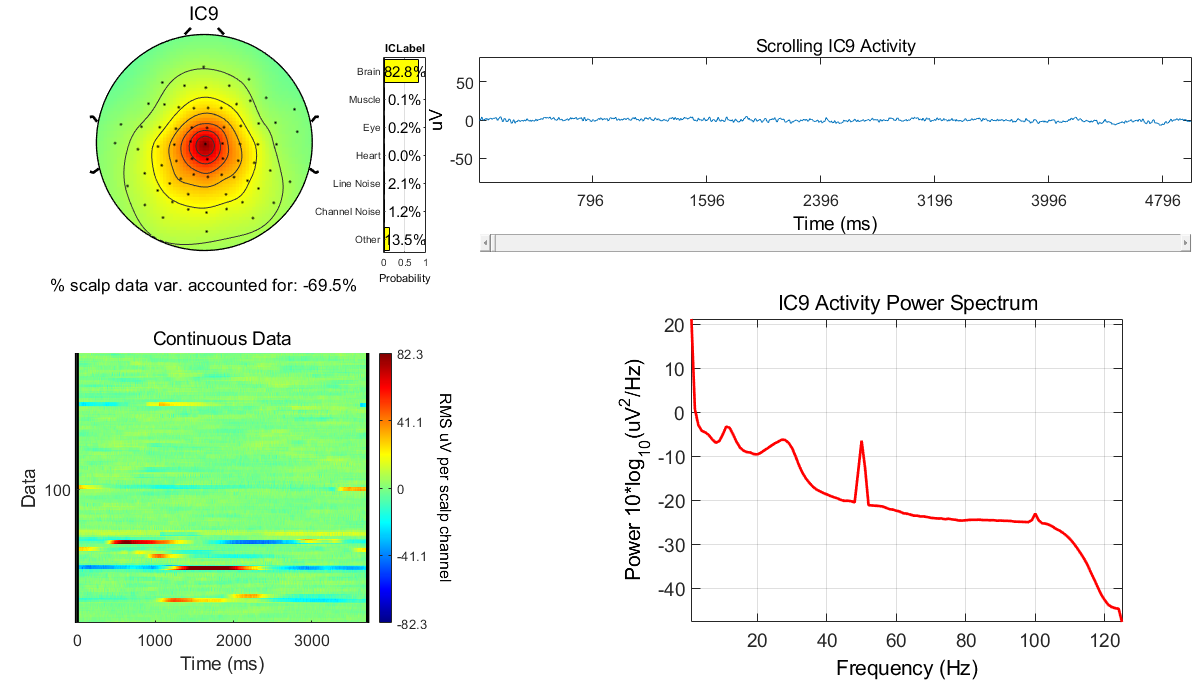 IC9
ICLabel
Brain 82.8%
Muscle 0.1%
Eye 0.2%
Heart 0.0%
Line Noise 2.1%
Channel Noise 1.2%
Other 13.5%
0 0.5 1
Probability
% scalp data var. accounted for: -69.5%
Scrolling IC9 Activity
uV
50
0
-50
796 1596 2396 3196 3996 4796
Time (ms)
Continuous Data
Data
100
0 1000 2000 3000
Time (ms)
82.3
41.1
0
-41.1
-82.3
RMS uV per scalp channel
IC9 Activity Power Spectrum
Power 10*log10(uV2/Hz)
20
10
0
-10
-20
-30
-40
20 40 60 80 100 120
Frequency (Hz)